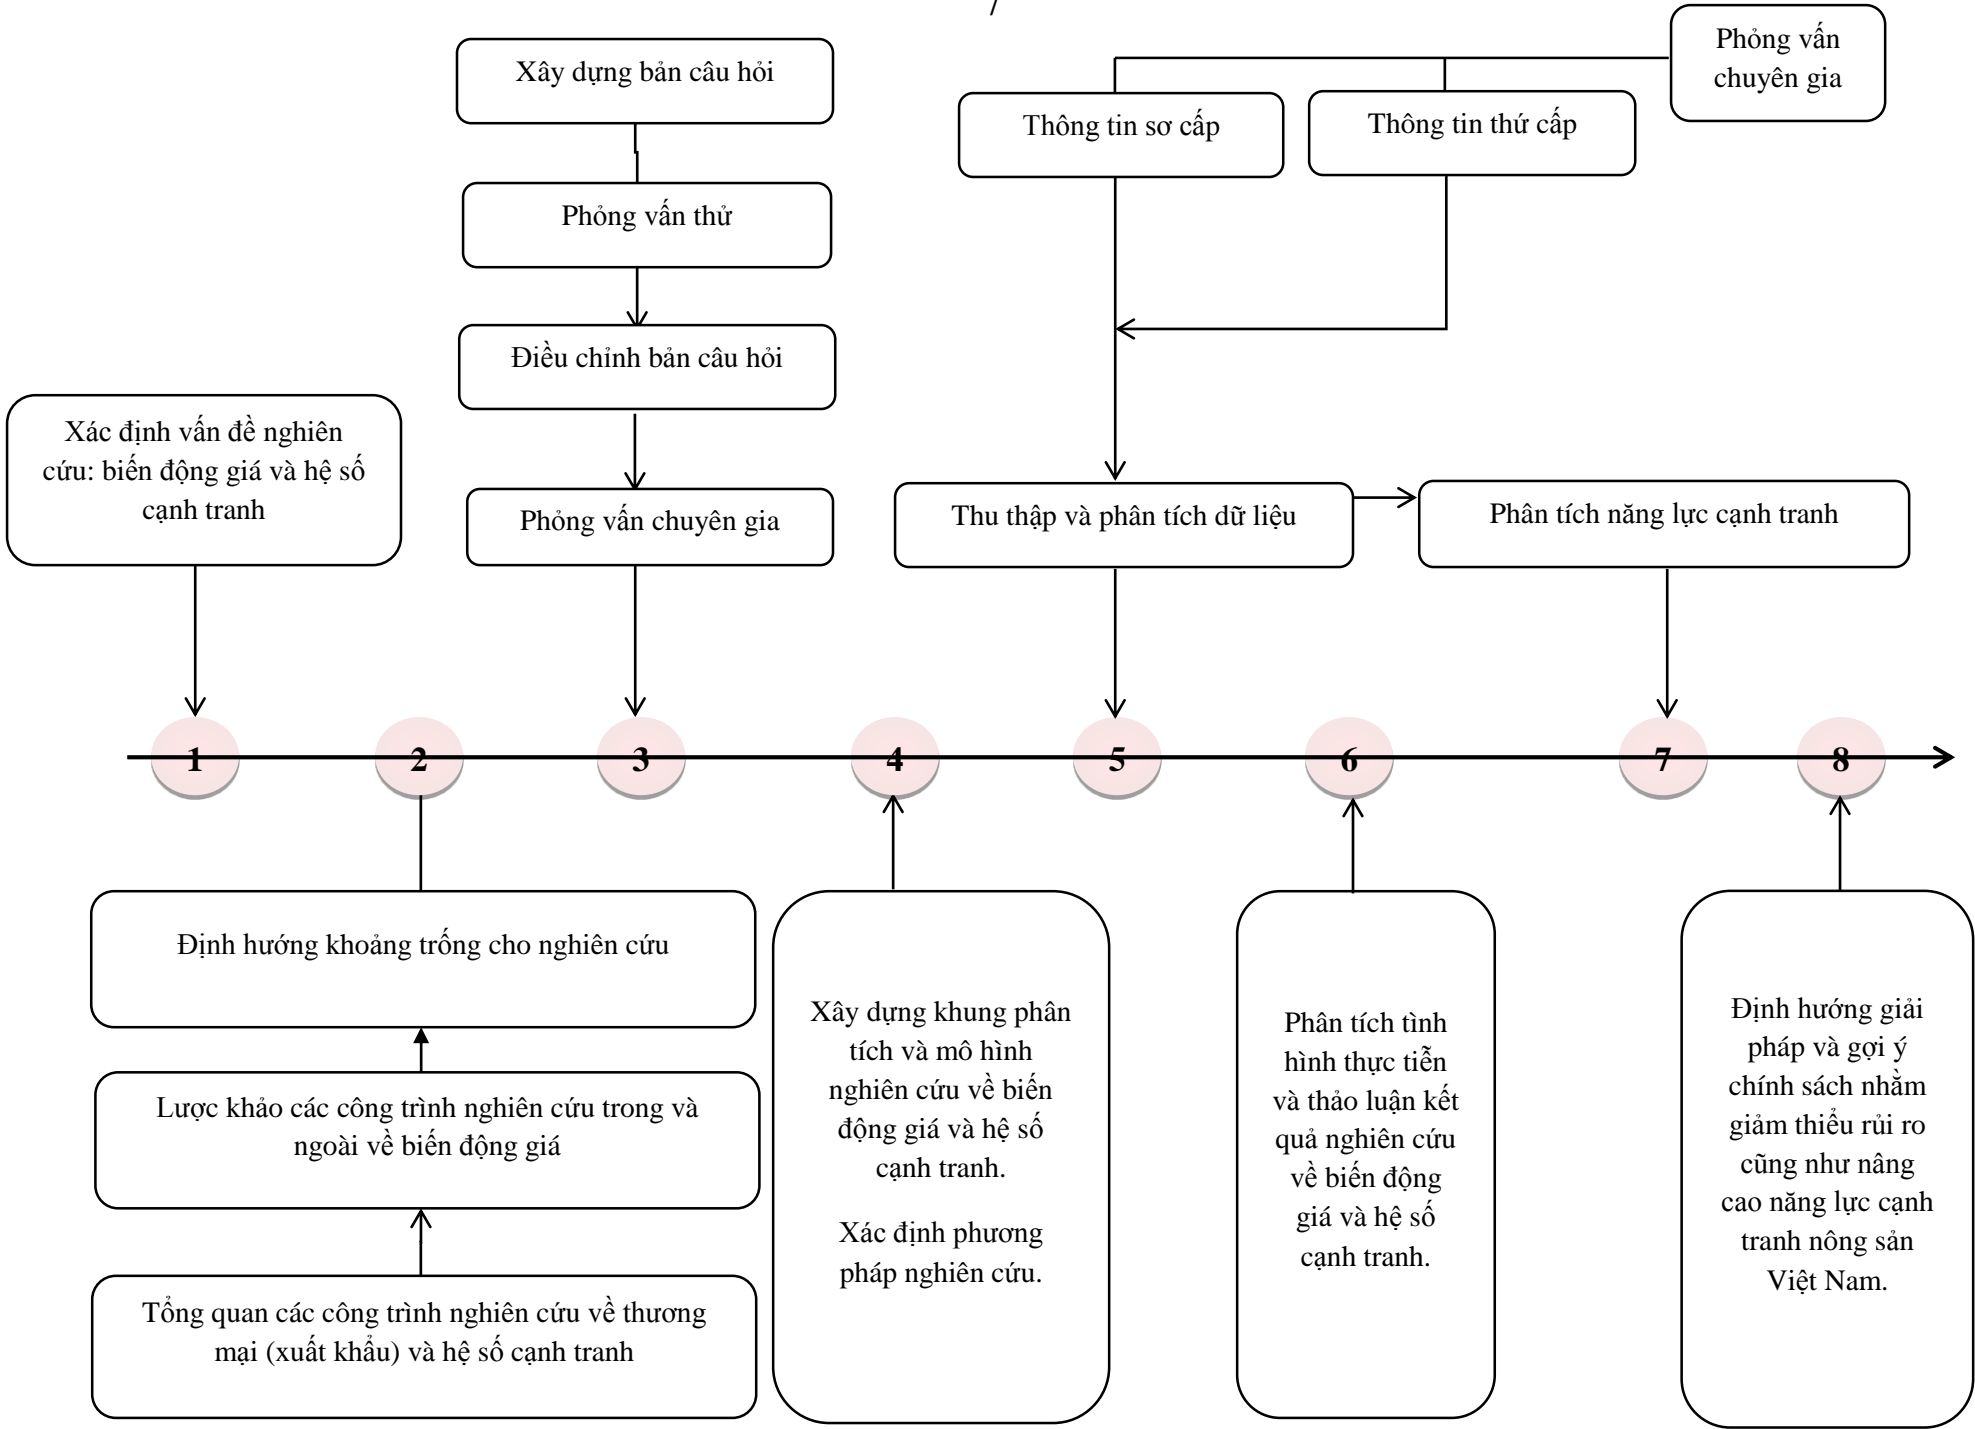 Xây dựng bản câu hỏi
Phỏng vấn
chuyên gia
Thông tin sơ cấp
Thông tin thứ cấp
Phỏng vấn thử
Điều chỉnh bản câu hỏi
Xác định vấn đề nghiên
cứu: biến động giá và hệ số
cạnh tranh
Phỏng vấn chuyên gia
Thu thập và phân tích dữ liệu
Phân tích năng lực cạnh tranh
1
2
3
4
5
6
7
8
Định hướng khoảng trống cho nghiên cứu
Lược khảo các công trình nghiên cứu trong và
ngoài về biến động giá
Tổng quan các công trình nghiên cứu về thương
mại (xuất khẩu) và hệ số cạnh tranh
Xây dựng khung phân
tích và mô hình
nghiên cứu về biến
động giá và hệ số
cạnh tranh.
Xác định phương
pháp nghiên cứu.
Phân tích tình
hình thực tiễn
và thảo luận kết
quả nghiên cứu
về biến động
giá và hệ số
cạnh tranh.
Định hướng giải
pháp và gợi ý
chính sách nhằm
giảm thiểu rủi ro
cũng như nâng
cao năng lực cạnh
tranh nông sản
Việt Nam.